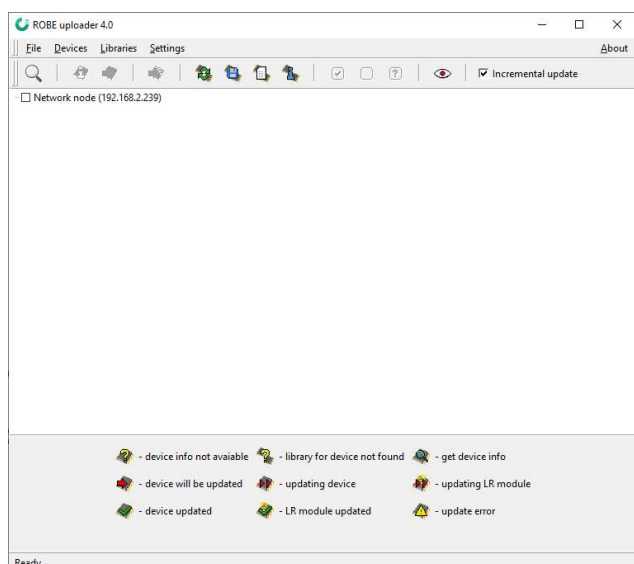 ROBE uploader 4.0
File Devices Libraries Settings About
Incremental update
Network node (192.168.2.239)
- device info not avaiable - library for device not found - get device info
- device will be updated - updating device - updating LR module
- device updated - LR module updated - update error
Ready